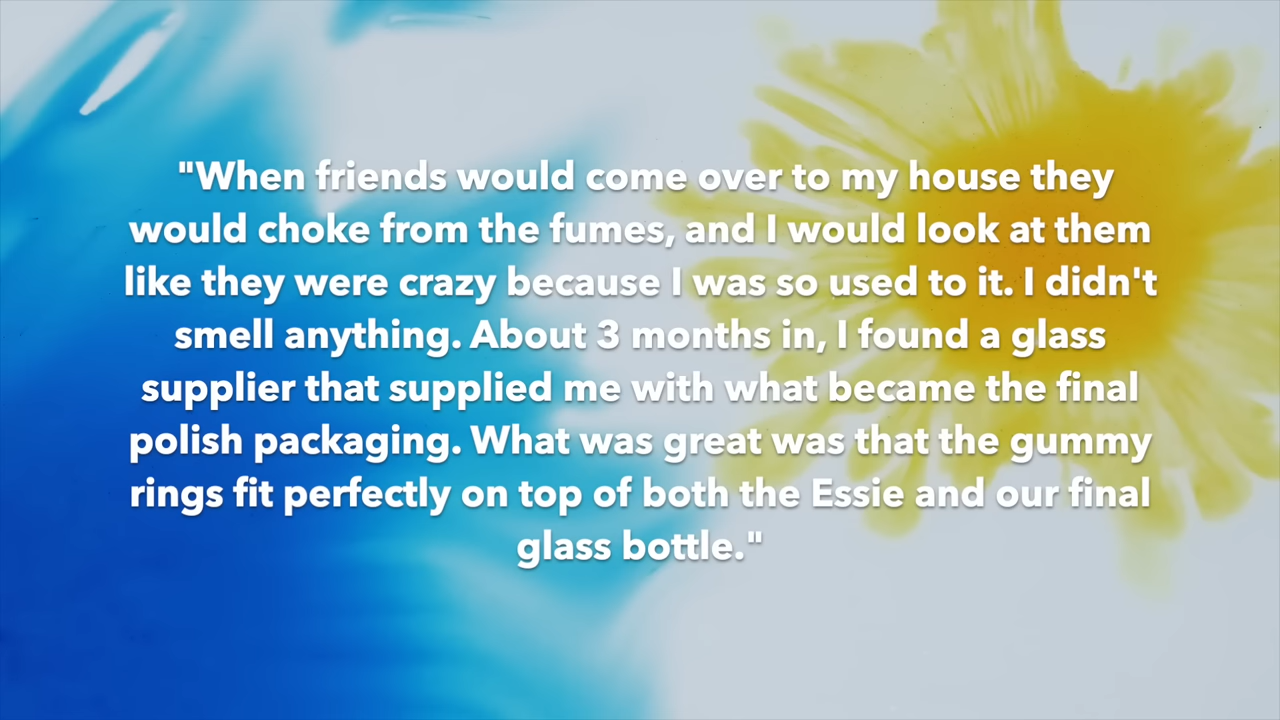 "When friends would come over to my house they
would choke from the fumes, and I would look at them
like they were crazy because I was so used to it. I didn't
smell anything. About 3 months in, I found a glass
supplier that supplied me with what became the final
polish packaging. What was great was that the gummy
rings fit perfectly on top of both the Essie and our final
glass bottle."